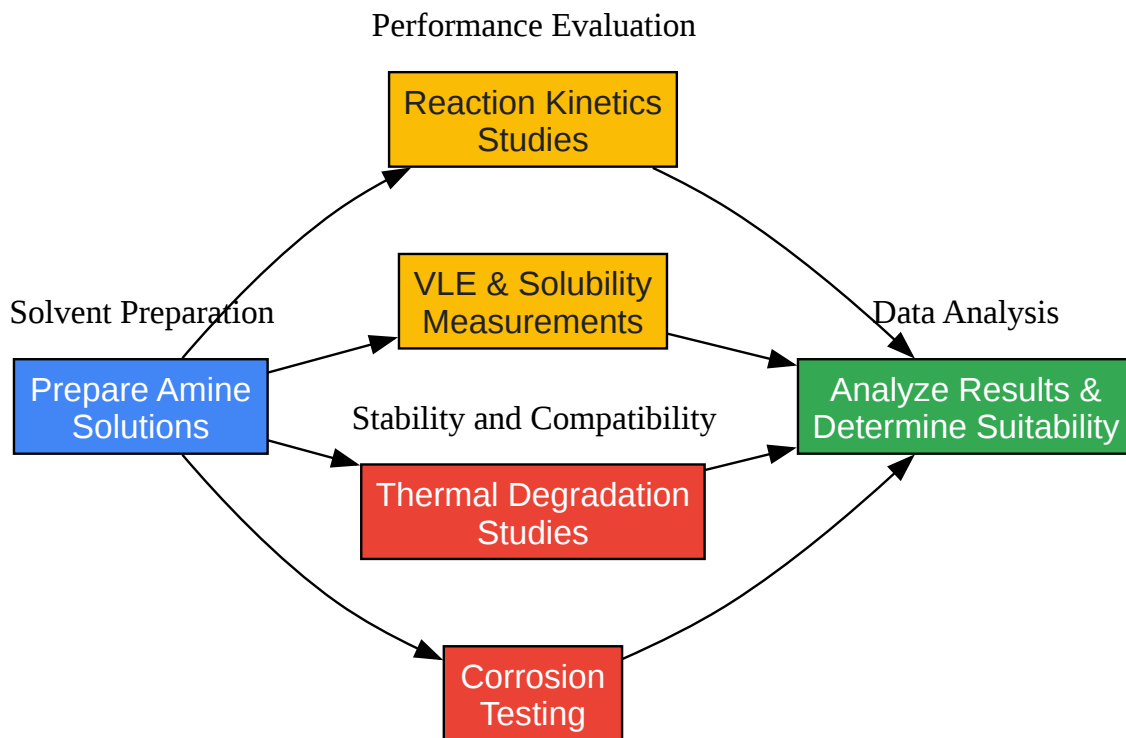 Performance Evaluation
Reaction Kinetics
Studies
VLE & Solubility
Measurements
Solvent Preparation
Prepare Amine
Solutions
Data Analysis
Analyze Results &
Determine Suitability
Stability and Compatibility
Thermal Degradation
Studies
Corrosion
Testing